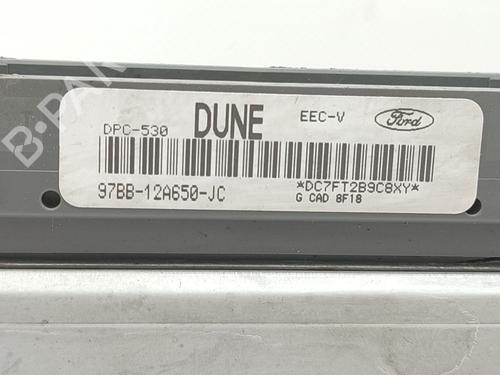 DPC-530 DUNE EEC-V Ford
97BB-12A650-JC *DC7FT2B9C8XY*
G CAD 8F18
B-PAR